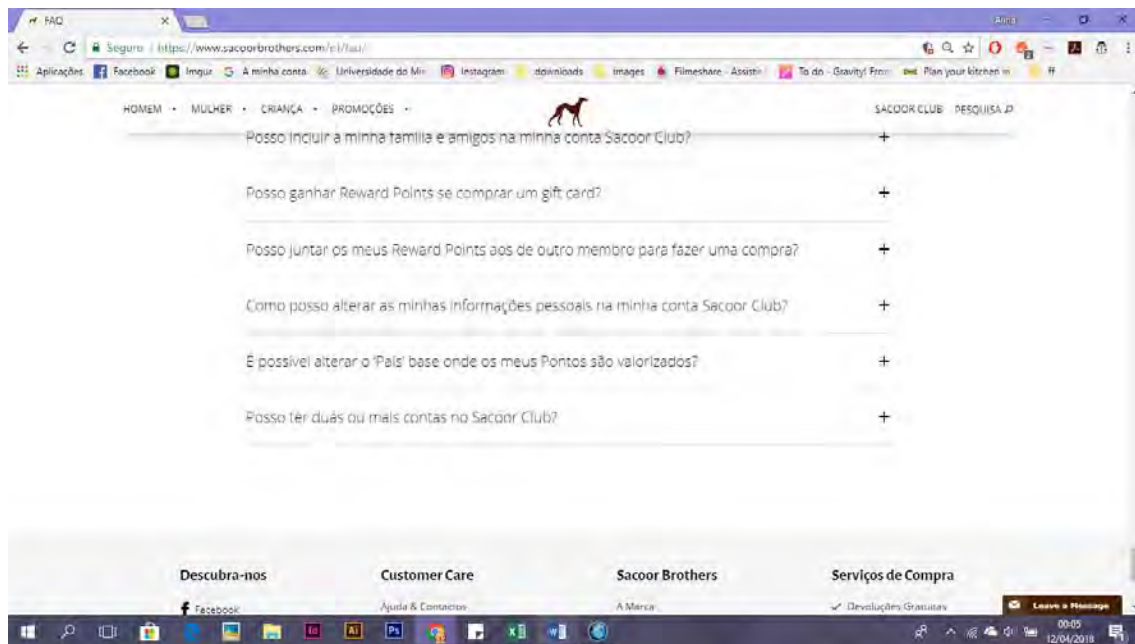 FAQ
Anna
Seguro https://www.sacoorbrothers.com/pt/faq/
Aplicações Facebook Imgur A minha conta Universidade do Mi Instagram downloads images Filmeshare - Assistir To do - Gravity! Plan your kitchen in
HOMEM MULHER CRIANÇA PROMOÇÕES SACOOR CLUB PESQUISA
Posso incluir a minha família e amigos na minha conta Sacoor Club? +
Posso ganhar Reward Points se comprar um gift card? +
Posso juntar os meus Reward Points aos de outro membro para fazer uma compra? +
Como posso alterar as minhas informações pessoais na minha conta Sacoor Club? +
É possível alterar o 'País' base onde os meus Pontos são valorizados? +
Posso ter duas ou mais contas no Sacoor Club? +
Descubra-nos Customer Care Sacoor Brothers Serviços de Compra
Facebook Ajuda & Contactos A Marca Devoluções Gratuitas
Leave a Message
00:05
12/04/2018